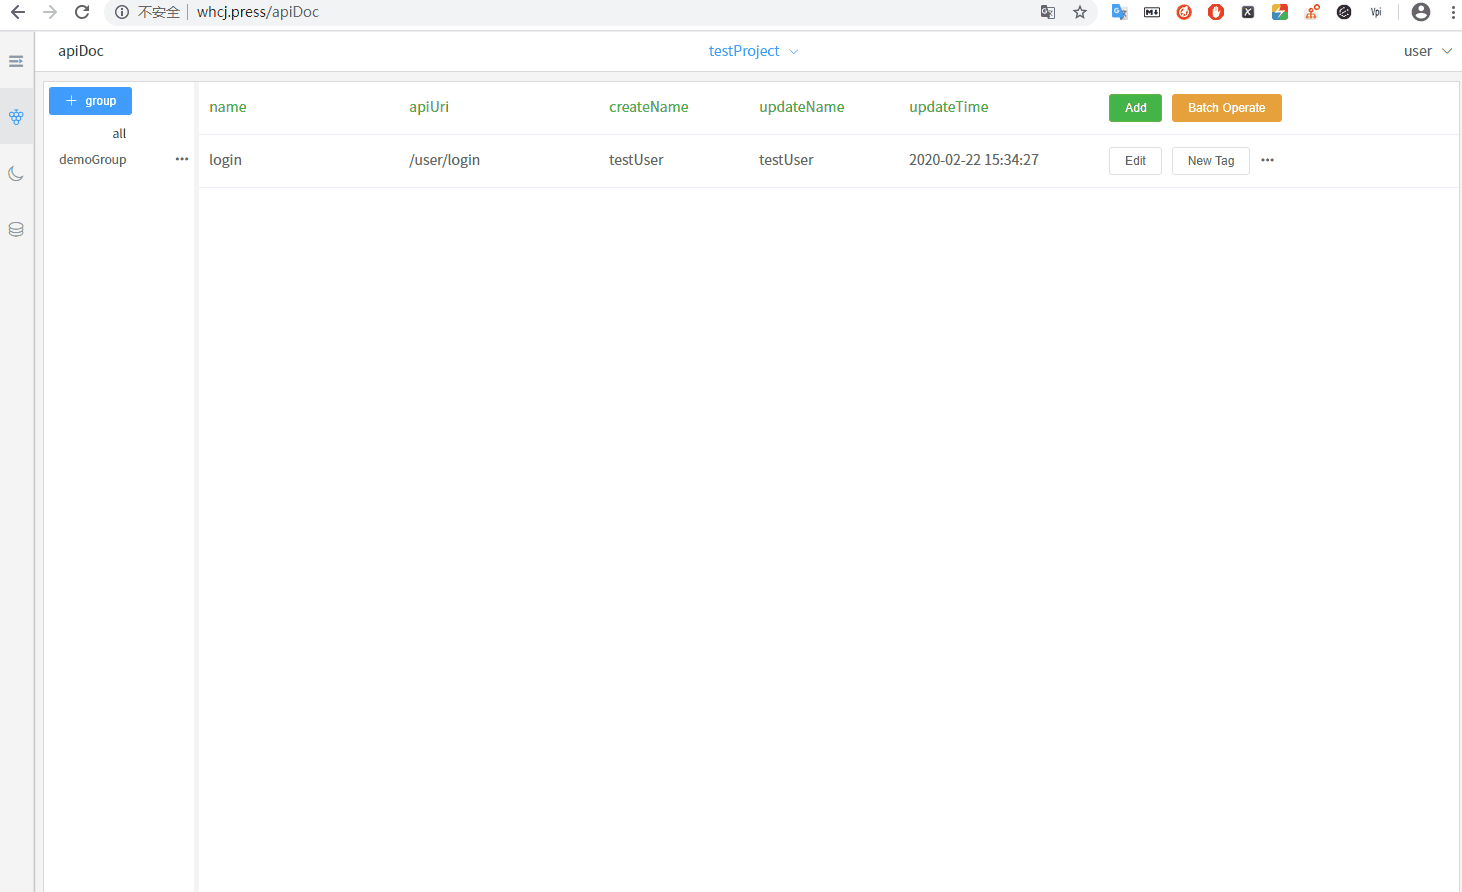 不安全 whcj.press/apiDoc
apiDoc testProject user
+ group
all
demoGroup
name apiUri createName updateName updateTime Add Batch Operate
login /user/login testUser testUser 2020-02-22 15:34:27 Edit New Tag